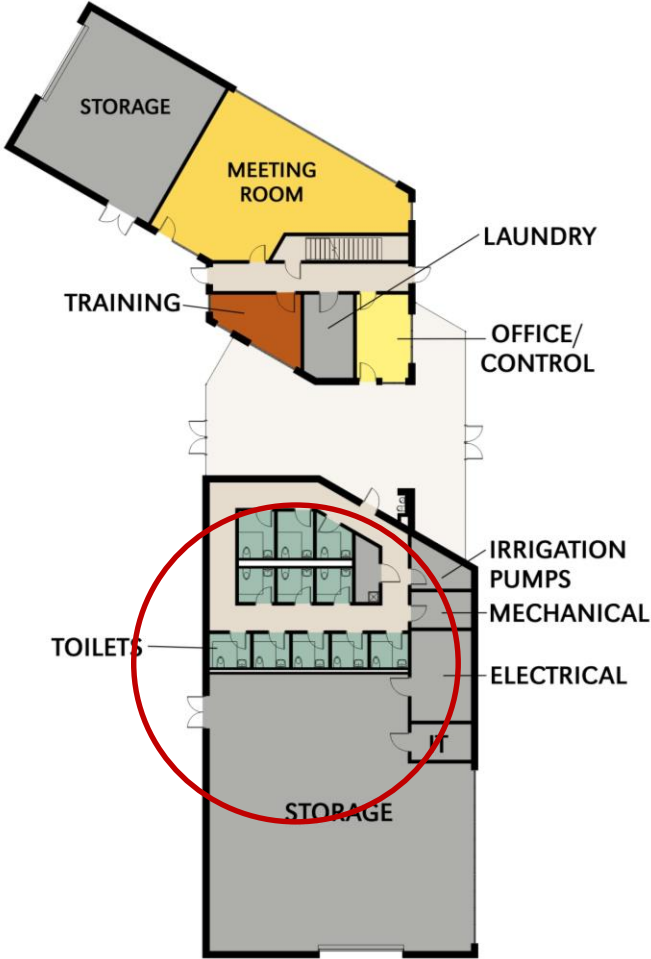 STORAGE
MEETING
ROOM
LAUNDRY
TRAINING
OFFICE/
CONTROL
IRRIGATION
PUMPS
MECHANICAL
TOILETS
ELECTRICAL
IT
STORAGE